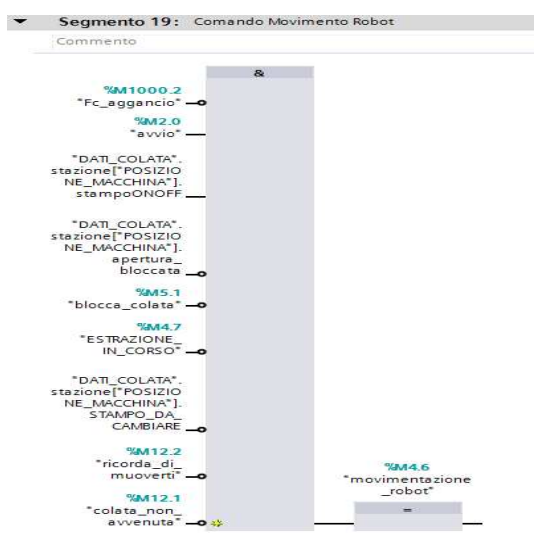 Segmento 19: Comando Movimento Robot
Commento
&
%M1000.2
"Fc_aggancio"
%M2.0
"avvio"
"DATI_COLATA".
stazione["POSIZIO
NE_MACCHINA"].
stampoONOFF
"DATI_COLATA".
stazione["POSIZIO
NE_MACCHINA"].
apertura_
bloccata
%M5.1
"blocca_colata"
%M4.7
"ESTRAZIONE_
IN_CORSO"
"DATI_COLATA".
stazione["POSIZIO
NE_MACCHINA"].
STAMPO_DA_
CAMBIARE
%M12.2
"ricorda_di_
muoverti"
%M12.1
"colata_non_
avvenuta"
%M4.6
"movimentazione
_robot"
=